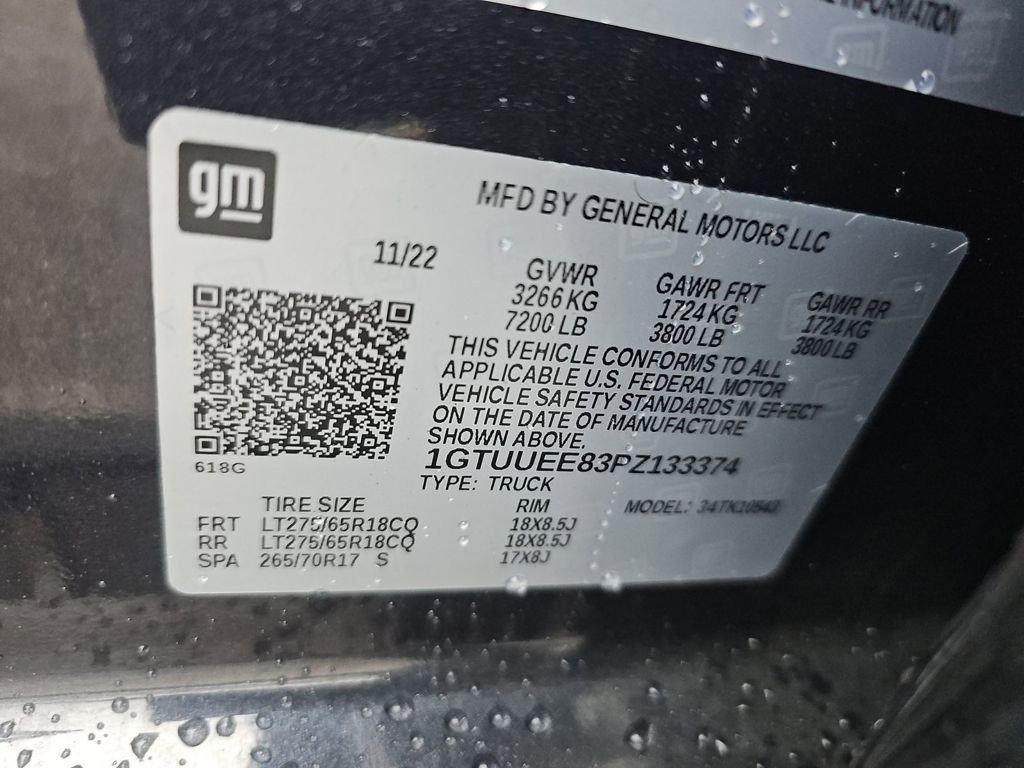 INFORMATION
gm
MFD BY GENERAL MOTORS LLC
11/22
GVWR GAWR FRT GAWR RR
3266 KG 1724 KG 1724 KG
7200 LB 3800 LB 3800 LB
THIS VEHICLE CONFORMS TO ALL
APPLICABLE U.S. FEDERAL MOTOR
VEHICLE SAFETY STANDARDS IN EFFECT
ON THE DATE OF MANUFACTURE
SHOWN ABOVE.
618G
1GTUUEE83PZ133374
TYPE: TRUCK
TIRE SIZE RIM MODEL:
FRT LT275/65R18CQ 18X8.5J
RR LT275/65R18CQ 18X8.5J
SPA 265/70R17 S 17X8J